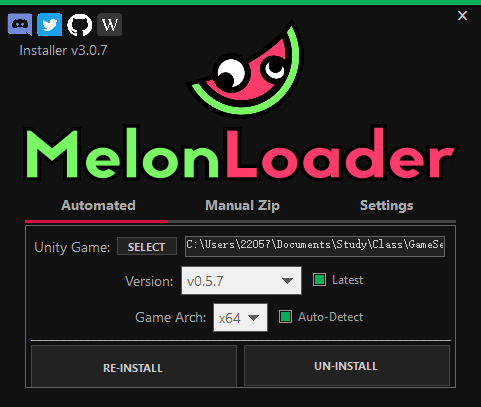 W
Installer v3.0.7
MelonLoader
Automated Manual Zip Settings
Unity Game: SELECT C:\Users\22057\Documents\Study\Class\GameSe
Version: v0.5.7 Latest
Game Arch: x64 Auto-Detect
RE-INSTALL UN-INSTALL